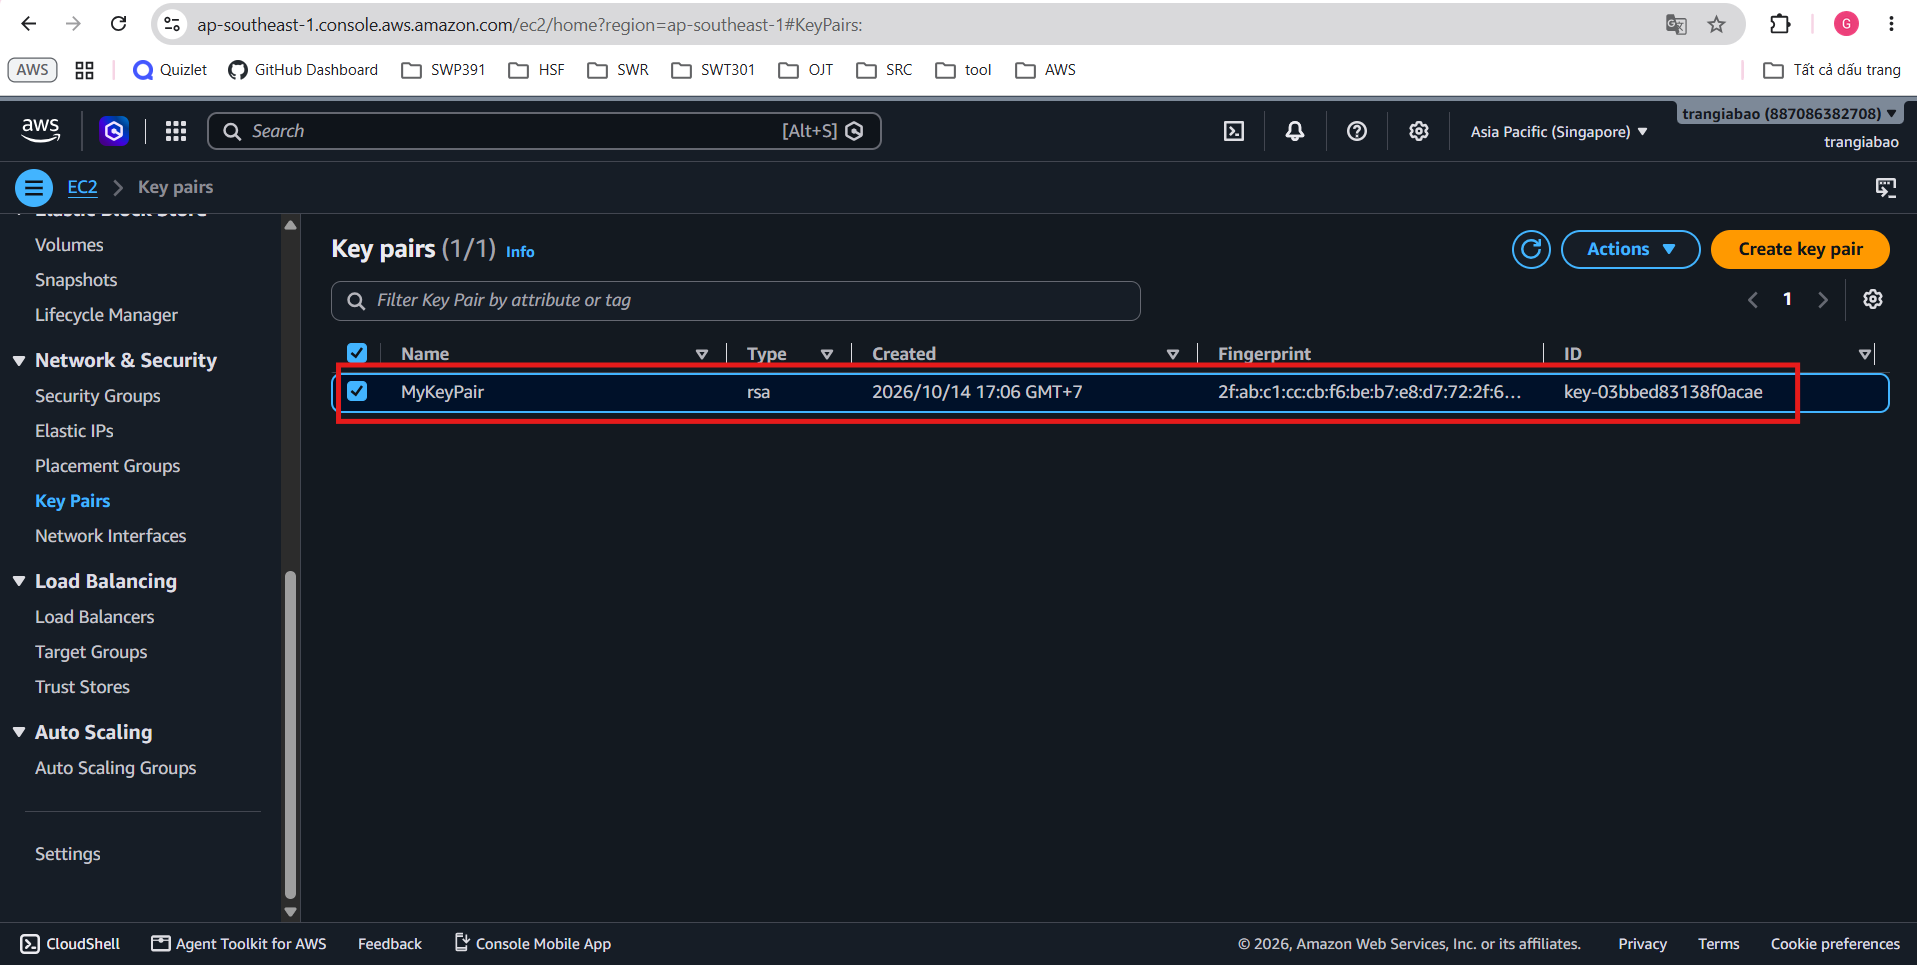 ap-southeast-1.console.aws.amazon.com/ec2/home?region=ap-southeast-1#KeyPairs:
G
AWS
Quizlet
GitHub Dashboard
SWP391
HSF
SWR
SWT301
OJT
SRC
tool
AWS
Tất cả dấu trang
aws
Search
[Alt+S]
Asia Pacific (Singapore)
trangiabao (887086382708)
trangiabao
EC2
Key pairs
Elastic Block Store
Volumes
Snapshots
Lifecycle Manager
Network & Security
Security Groups
Elastic IPs
Placement Groups
Key Pairs
Network Interfaces
Load Balancing
Load Balancers
Target Groups
Trust Stores
Auto Scaling
Auto Scaling Groups
Settings
Key pairs (1/1) Info
Actions
Create key pair
Filter Key Pair by attribute or tag
1
Name Type Created Fingerprint ID
MyKeyPair rsa 2026/10/14 17:06 GMT+7 2f:ab:c1:cc:cb:f6:be:b7:e8:d7:72:2f:6... key-03bbed83138f0acae
CloudShell
Agent Toolkit for AWS
Feedback
Console Mobile App
© 2026, Amazon Web Services, Inc. or its affiliates.
Privacy
Terms
Cookie preferences